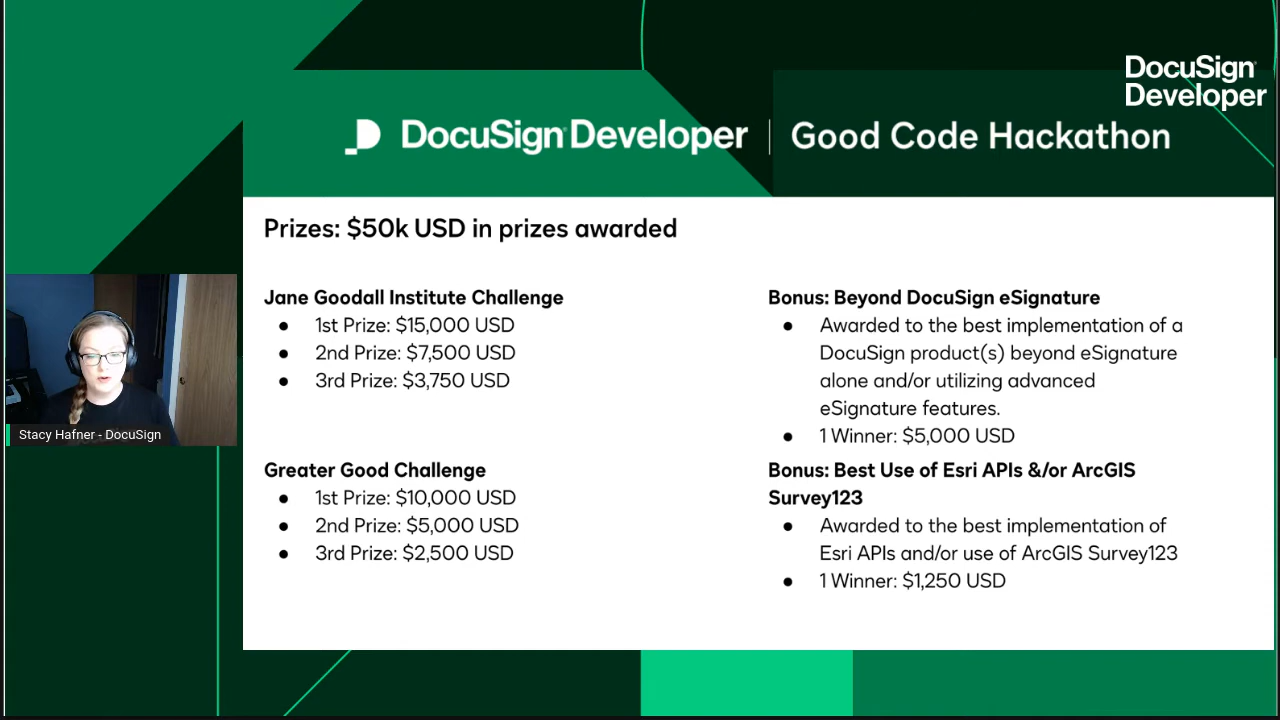 DocuSign
Developer
DocuSign Developer | Good Code Hackathon
Prizes: $50k USD in prizes awarded
Jane Goodall Institute Challenge
● 1st Prize: $15,000 USD
● 2nd Prize: $7,500 USD
● 3rd Prize: $3,750 USD
Greater Good Challenge
● 1st Prize: $10,000 USD
● 2nd Prize: $5,000 USD
● 3rd Prize: $2,500 USD
Bonus: Beyond DocuSign eSignature
● Awarded to the best implementation of a
DocuSign product(s) beyond eSignature
alone and/or utilizing advanced
eSignature features.
● 1 Winner: $5,000 USD
Bonus: Best Use of Esri APIs &/or ArcGIS
Survey123
● Awarded to the best implementation of
Esri APIs and/or use of ArcGIS Survey123
● 1 Winner: $1,250 USD
Stacy Hafner - DocuSign